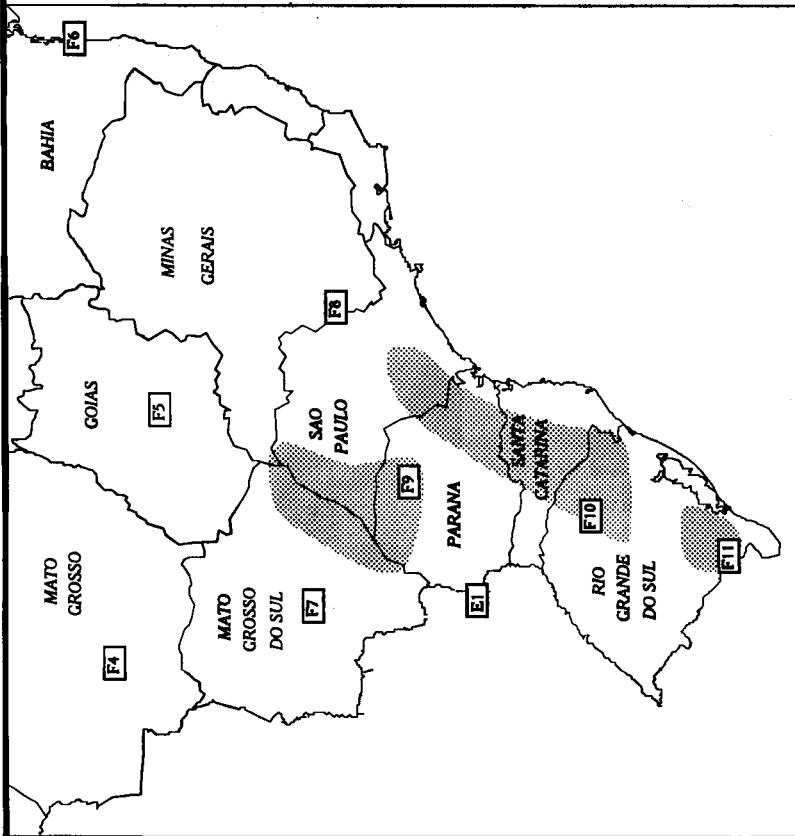 F6
BAHIA
MINAS
GERAIS
F8
GOIAS
F5
SAO
PAULO
MATO
GROSSO
F4
MATO
GROSSO
DO SUL
F7
F9
PARANA
E1
SANTA
CATARINA
F10
RIO
GRANDE
DO SUL
F11